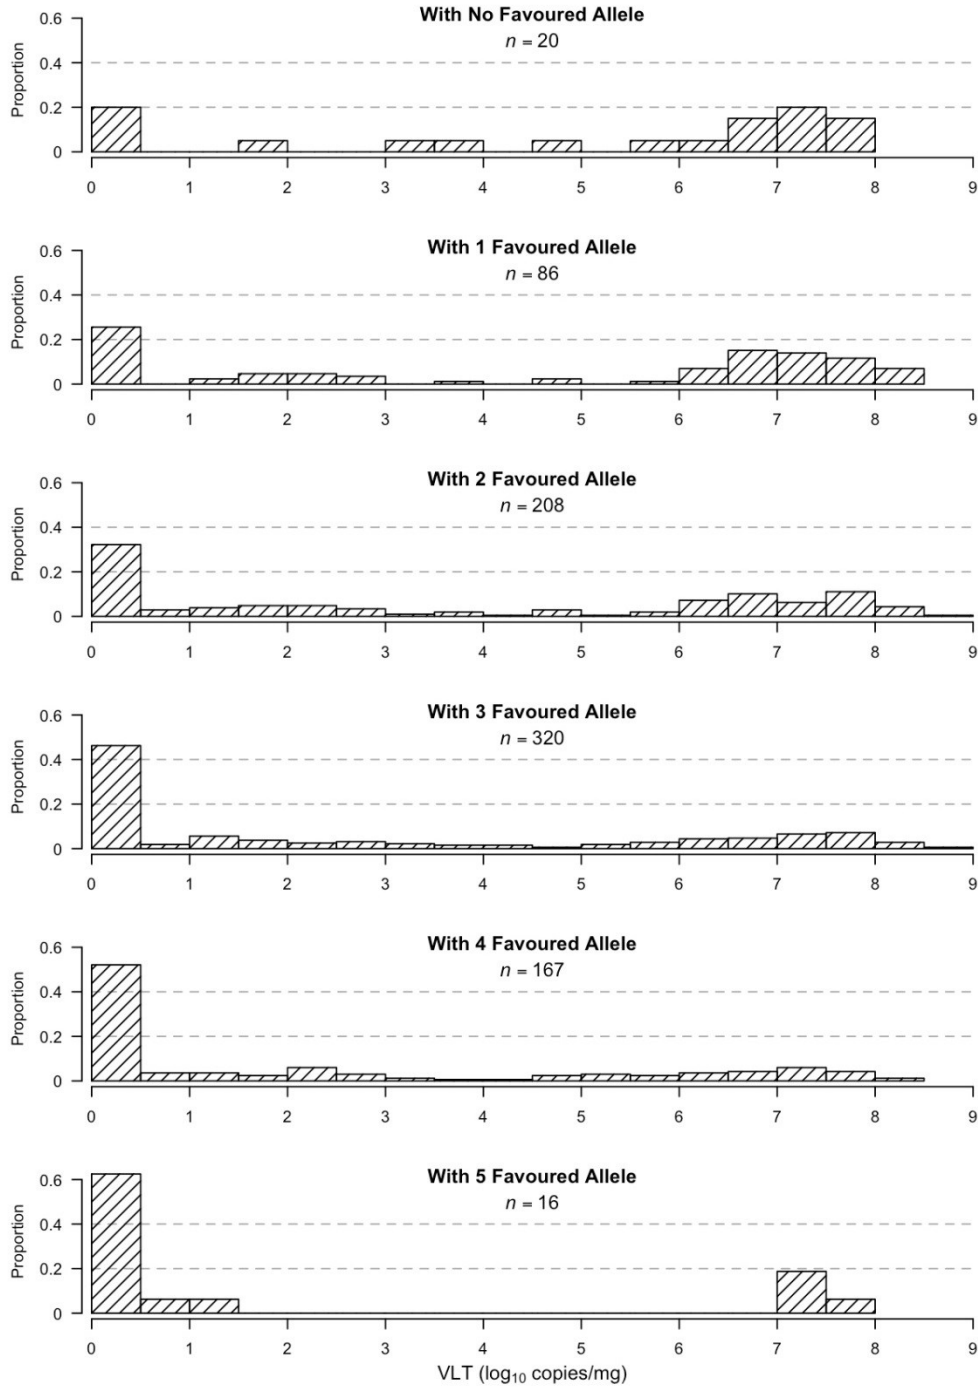 With No Favoured Allele
n = 20
Proportion
0.6
0.4
0.2
0
0 1 2 3 4 5 6 7 8 9
With 1 Favoured Allele
n = 86
Proportion
0.6
0.4
0.2
0
0 1 2 3 4 5 6 7 8 9
With 2 Favoured Allele
n = 208
Proportion
0.6
0.4
0.2
0
0 1 2 3 4 5 6 7 8 9
With 3 Favoured Allele
n = 320
Proportion
0.6
0.4
0.2
0
0 1 2 3 4 5 6 7 8 9
With 4 Favoured Allele
n = 167
Proportion
0.6
0.4
0.2
0
0 1 2 3 4 5 6 7 8 9
With 5 Favoured Allele
n = 16
Proportion
0.6
0.4
0.2
0
0 1 2 3 4 5 6 7 8 9
VLT (log₁₀ copies/mg)